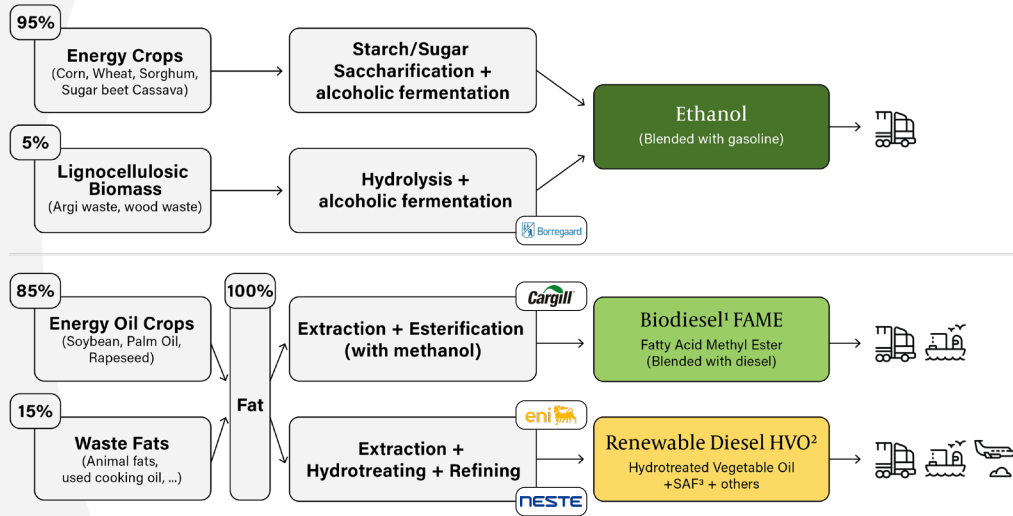 95%
Energy Crops
(Corn, Wheat, Sorghum,
Sugar beet Cassava)
Starch/Sugar
Saccharification +
alcoholic fermentation
Ethanol
(Blended with gasoline)
5%
Lignocellulosic
Biomass
(Argi waste, wood waste)
Hydrolysis +
alcoholic fermentation
Borregaard
85%
Energy Oil Crops
(Soybean, Palm Oil,
Rapeseed)
100%
Fat
Cargill
Extraction + Esterification
(with methanol)
Biodiesel¹ FAME
Fatty Acid Methyl Ester
(Blended with diesel)
15%
Waste Fats
(Animal fats,
used cooking oil, ...)
eni
Extraction +
Hydrotreating + Refining
NESTE
Renewable Diesel HVO²
Hydrotreated Vegetable Oil
+SAF³ + others